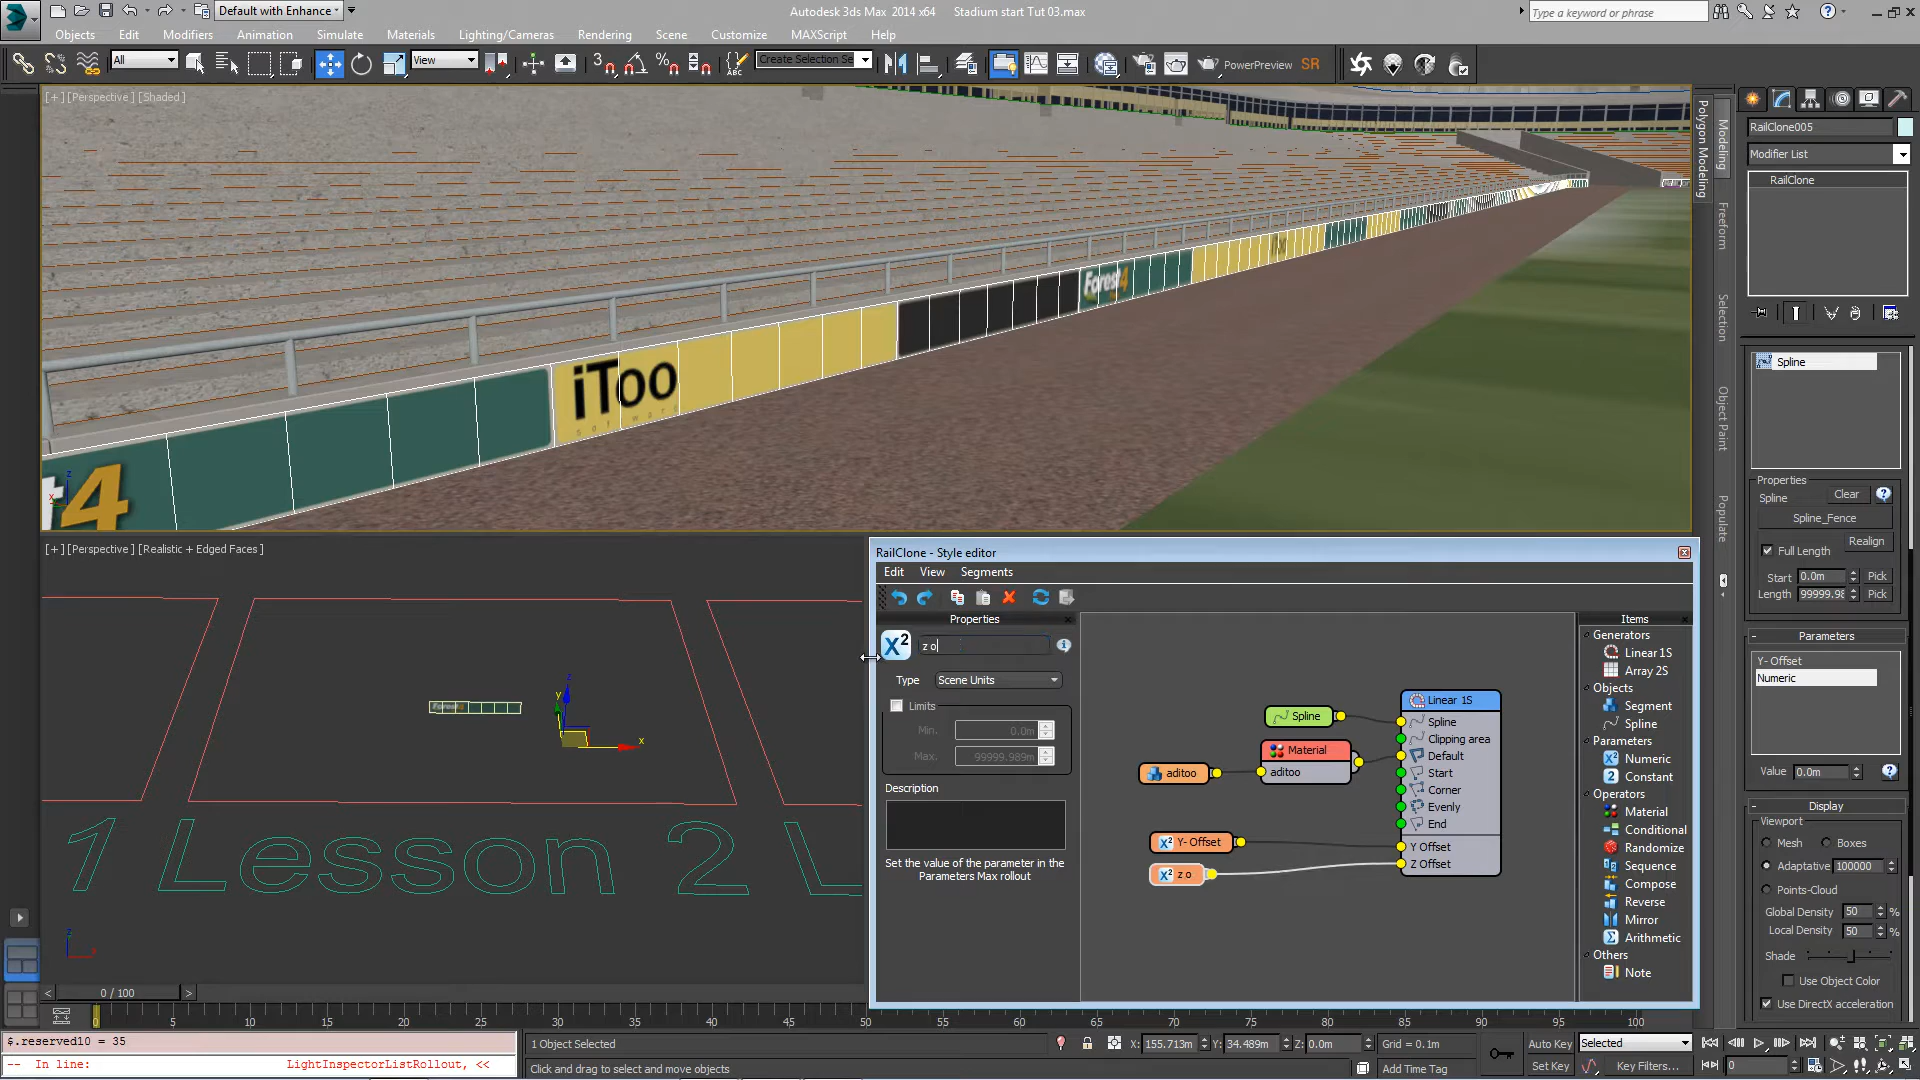 Default with Enhance
Autodesk 3ds Max 2014 x64 Stadium start Tut 03.max
Type a keyword or phrase
Objects Edit Modifiers Animation Simulate Materials Lighting/Cameras Rendering Scene Customize MAXScript Help
All View Create Selection Se PowerPreview SR
[+] [Perspective] [Shaded]
RailClone005
Modifier List
RailClone
Polygon Modeling
Modeling
Freeform
Selection
Object Paint
Populate
iToo
software
Forest4
t4
Spline
Properties
Spline Clear
Spline_Fence
Full Length Realign
Start 0.0m Pick
Length 99999.98 Pick
Parameters
Y- Offset
Numeric
Value 0.0m
Display
Viewport
Mesh Boxes
Adaptive 100000
Points-Cloud
Global Density 50 %
Local Density 50 %
Shade
Use Object Color
Use DirectX acceleration
[+] [Perspective] [Realistic + Edged Faces]
z
y
x
1 Lesson 2 L
RailClone - Style editor
Edit View Segments
Properties
X2 z o
Type Scene Units
Limits
Min. 0.0m
Max. 99999.989m
Description
Set the value of the parameter in the
Parameters Max rollout
Spline
Material
aditoo aditoo
Y- Offset
z o
Linear 1S
Spline
Clipping area
Default
Start
Corner
Evenly
End
Y Offset
Z Offset
Items
Generators
Linear 1S
Array 2S
Objects
Segment
Spline
Parameters
Numeric
Constant
Operators
Material
Conditional
Randomize
Sequence
Compose
Reverse
Mirror
Arithmetic
Others
Note
0 / 100
0 5 10 15 20 25 30 35 40 45 50 55 60 65 70 75 80 85 90 95 100
$.reserved10 = 35
-- In line: LightInspectorListRollout, <<
1 Object Selected
Click and drag to select and move objects
X: 155.713m Y: 34.489m Z: 0.0m Grid = 0.1m
Add Time Tag
Auto Key Selected
Set Key Key Filters... 0